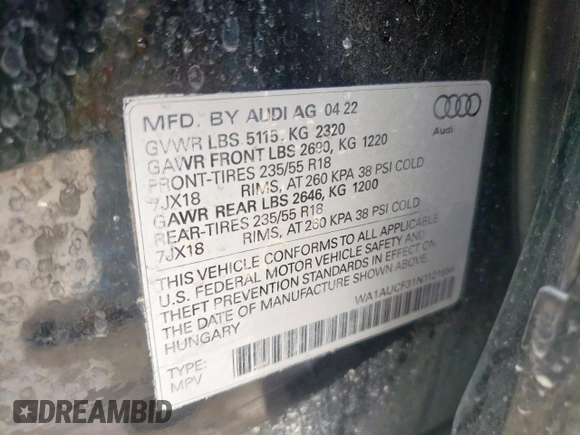 MFD. BY AUDI AG 04 22
GVWR LBS 5115, KG 2320
GAWR FRONT LBS 2690, KG 1220
FRONT-TIRES 235/55 R18
7JX18 RIMS, AT 260 KPA 38 PSI COLD
GAWR REAR LBS 2646, KG 1200
REAR-TIRES 235/55 R18
7JX18 RIMS, AT 260 KPA 38 PSI COLD
THIS VEHICLE CONFORMS TO ALL APPLICABLE
U.S. FEDERAL MOTOR VEHICLE SAFETY AND
THEFT PREVENTION STANDARDS IN EFFECT ON
THE DATE OF MANUFACTURE SHOWN ABOVE
HUNGARY
TYPE:
MPV
Audi
DREAMBID